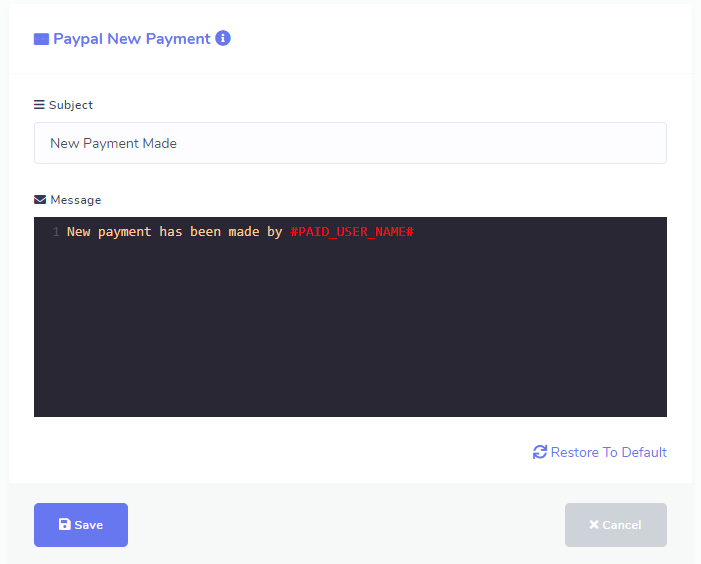 Paypal New Payment
Subject
New Payment Made
Message
1 New payment has been made by #PAID_USER_NAME#
Restore To Default
Save
Cancel